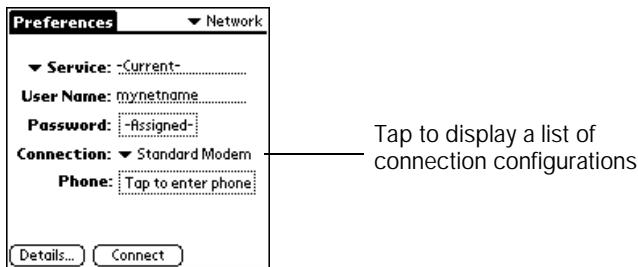 Preferences ▼ Network
▼ Service: -Current-
User Name: mynetname
Password: -Assigned-
Connection: ▼ Standard Modem
Phone: Tap to enter phone
Details... Connect
Tap to display a list of
connection configurations